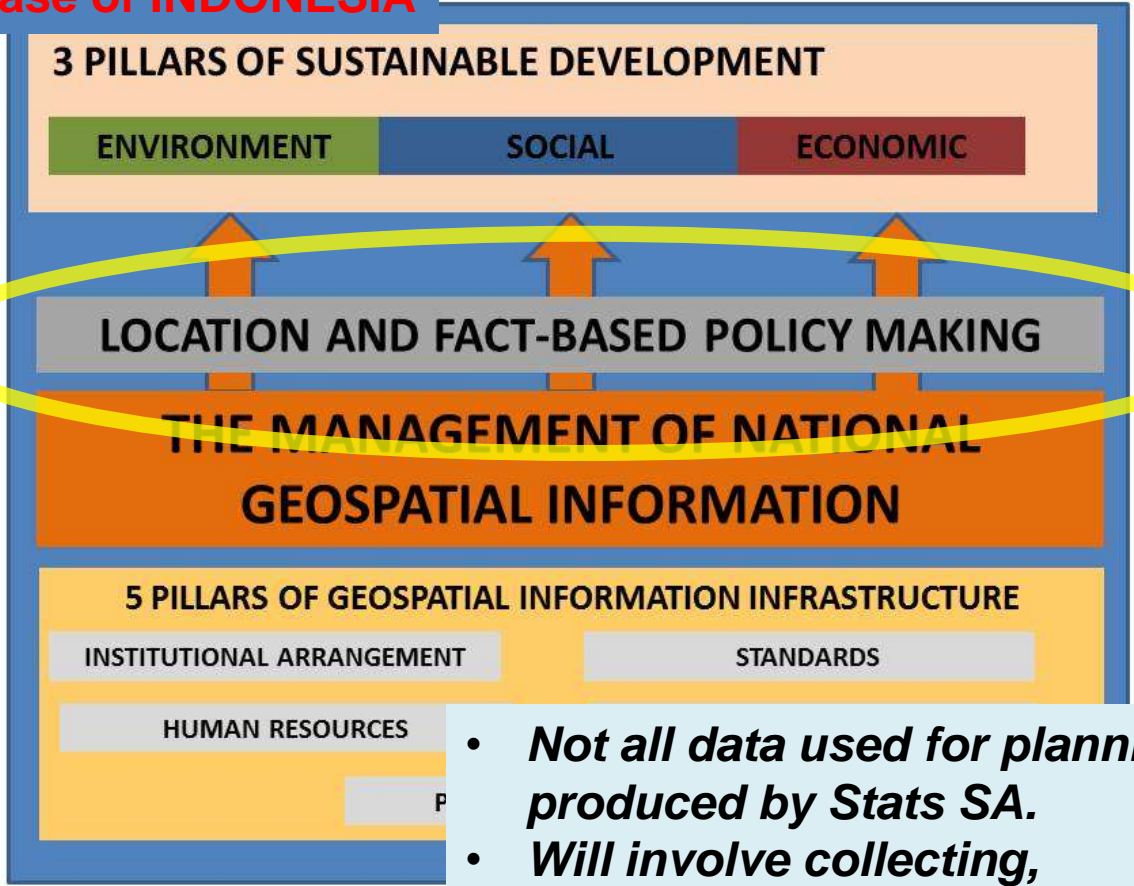 ase of INDONESIA
3 PILLARS OF SUSTAINABLE DEVELOPMENT
ENVIRONMENT SOCIAL ECONOMIC
LOCATION AND FACT-BASED POLICY MAKING
THE MANAGEMENT OF NATIONAL
GEOSPATIAL INFORMATION
5 PILLARS OF GEOSPATIAL INFORMATION INFRASTRUCTURE
INSTITUTIONAL ARRANGEMENT STANDARDS
HUMAN RESOURCES
P
• Not all data used for plann
produced by Stats SA.
• Will involve collecting,